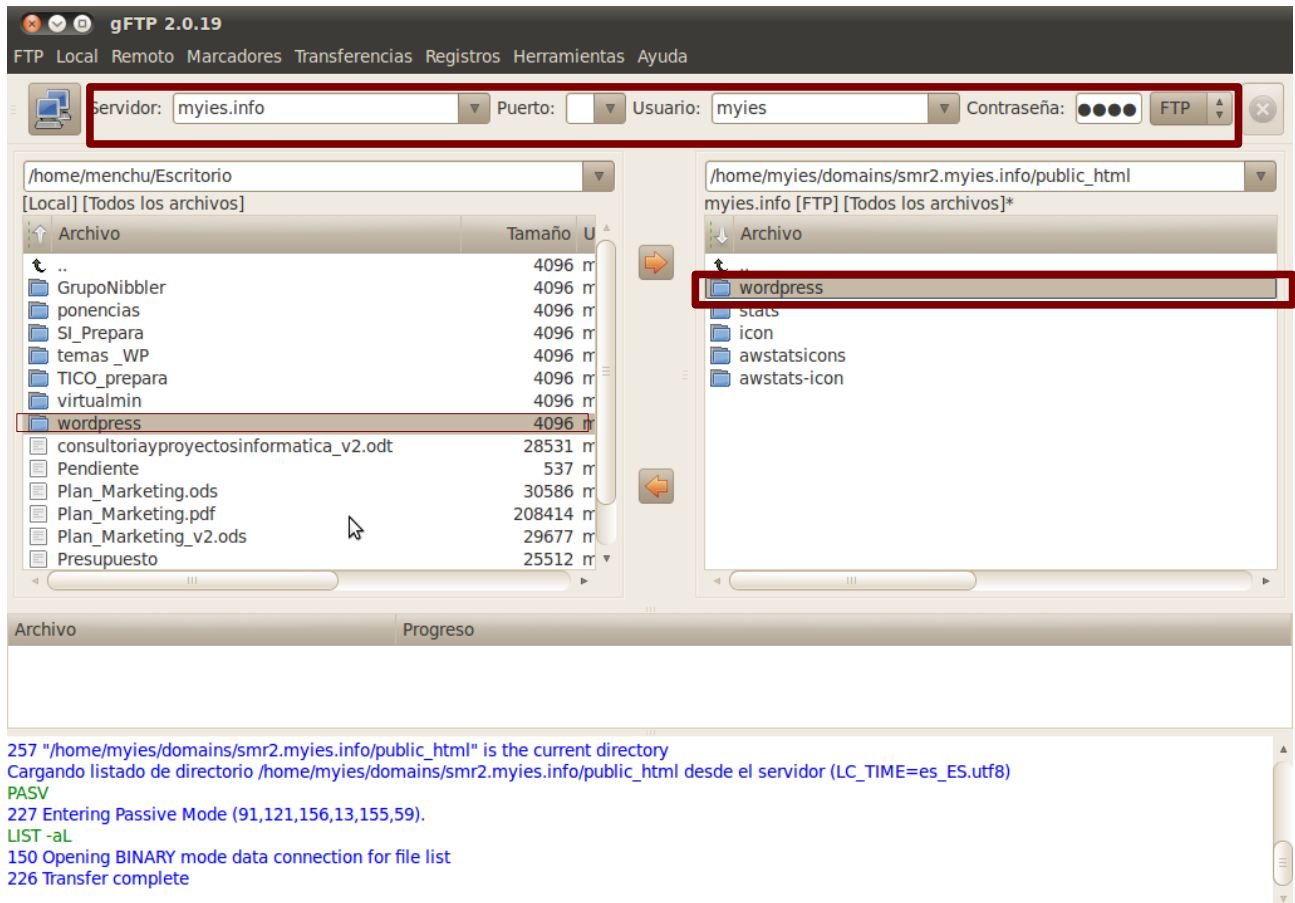 gFTP 2.0.19
FTP Local Remoto Marcadores Transferencias Registros Herramientas Ayuda
Servidor: myies.info Puerto: Usuario: myies Contraseña: ●●●● FTP
/home/menchu/Escritorio
[Local] [Todos los archivos]
Archivo Tamaño U
.. 4096 m
GrupoNibbler 4096 m
ponencias 4096 m
SI_Prepara 4096 m
temas _WP 4096 m
TICO_prepara 4096 m
virtualmin 4096 m
wordpress 4096 m
consultoriayproyectosinformatica_v2.odt 28531 m
Pendiente 537 m
Plan_Marketing.ods 30586 m
Plan_Marketing.pdf 208414 m
Plan_Marketing_v2.ods 29677 m
Presupuesto 25512 m
/home/myies/domains/smr2.myies.info/public_html
myies.info [FTP] [Todos los archivos]*
Archivo
..
wordpress
stats
icon
awstatsicons
awstats-icon
Archivo Progreso
257 "/home/myies/domains/smr2.myies.info/public_html" is the current directory
Cargando listado de directorio /home/myies/domains/smr2.myies.info/public_html desde el servidor (LC_TIME=es_ES.utf8)
PASV
227 Entering Passive Mode (91,121,156,13,155,59).
LIST -aL
150 Opening BINARY mode data connection for file list
226 Transfer complete